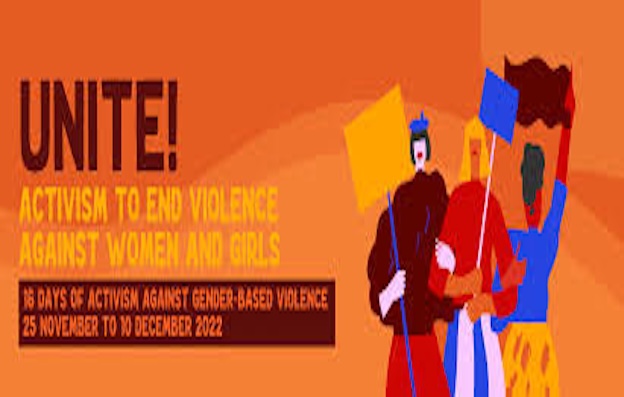 UNITE!
ACTIVISM TO END VIOLENCE
AGAINST WOMEN AND GIRLS
16 DAYS OF ACTIVISM AGAINST GENDER-BASED VIOLENCE
25 NOVEMBER TO 10 DECEMBER 2022